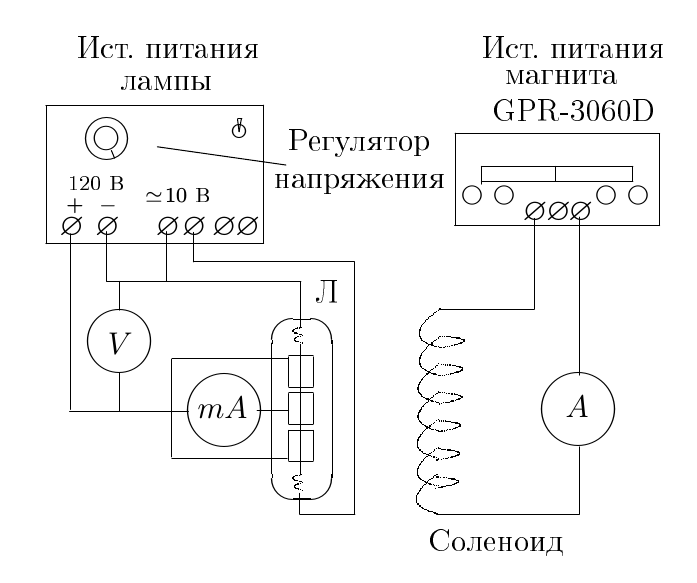 Ист. питания
лампы
Ист. питания
магнита
GPR-3060D
Регулятор
напряжения
120 В
+ −
≃10 В
Л
V
mA
A
Соленоид